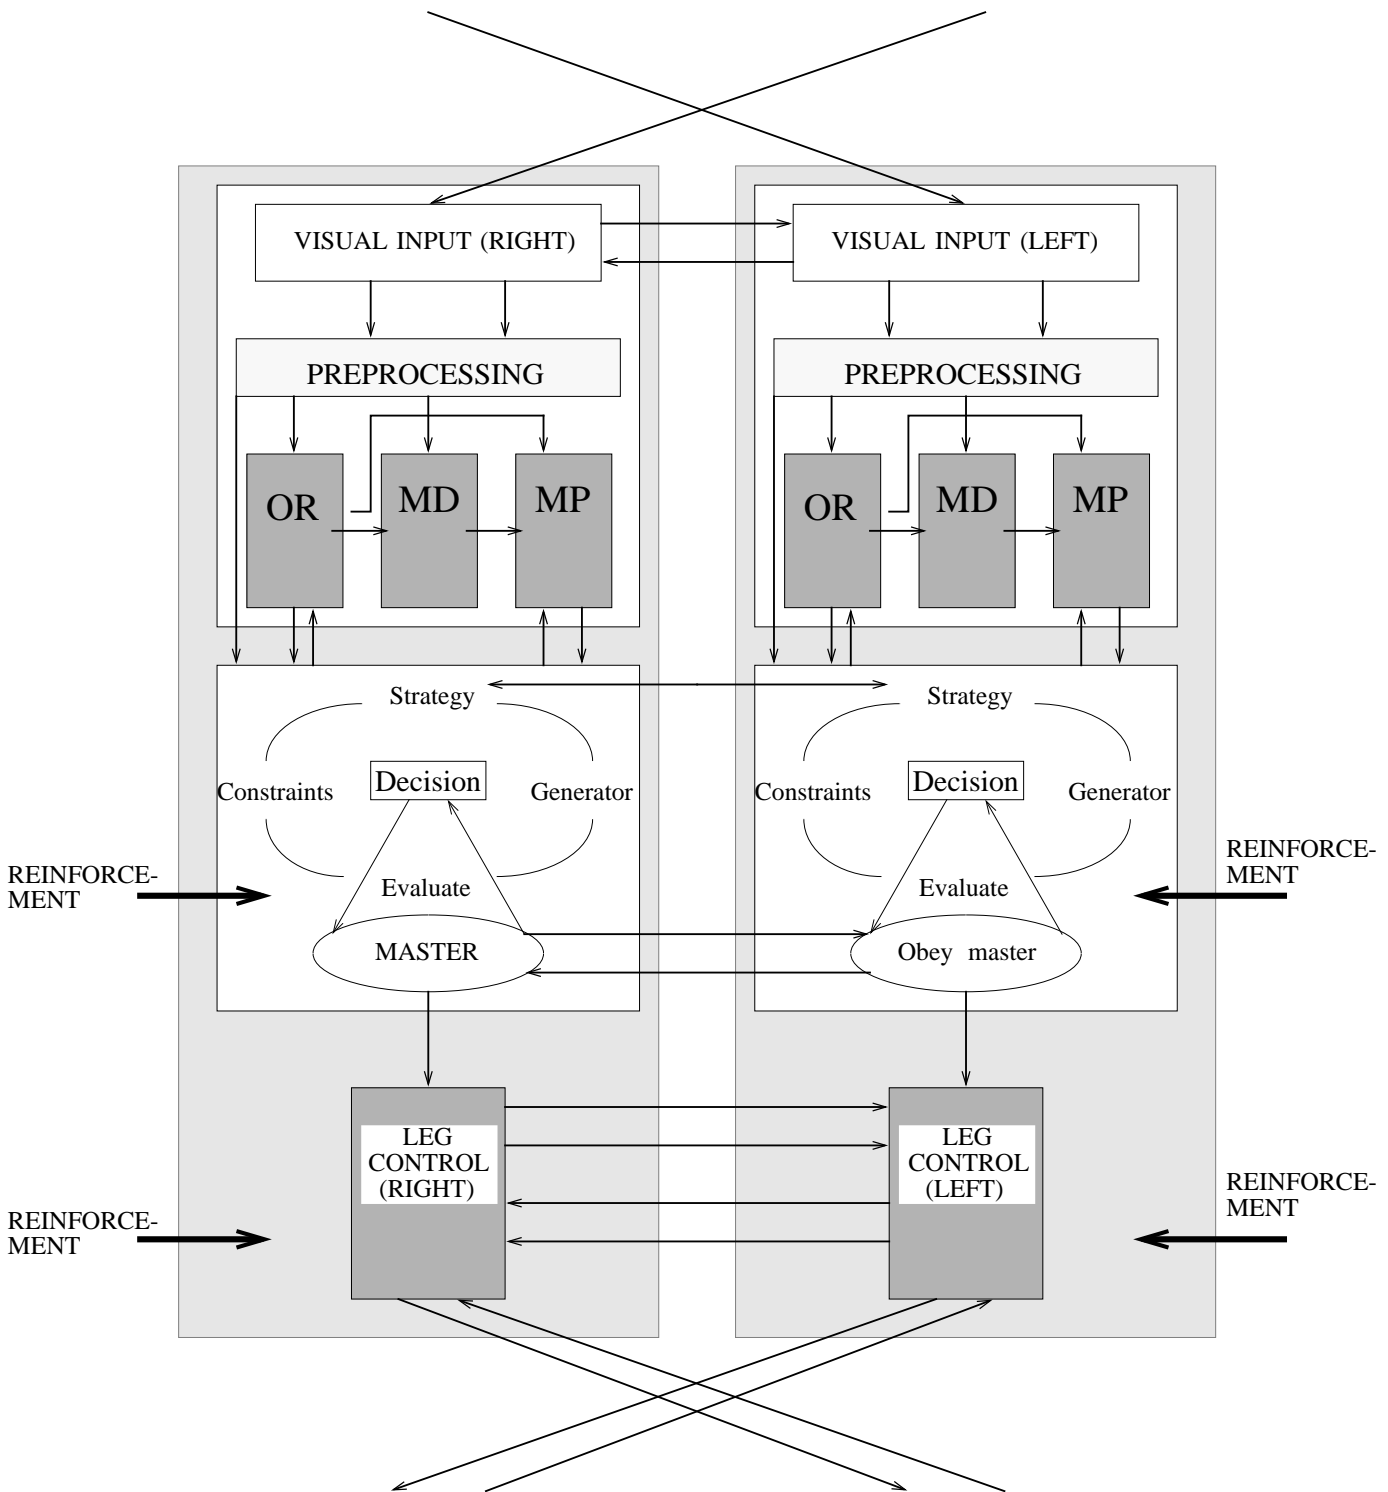 VISUAL INPUT (RIGHT)
VISUAL INPUT (LEFT)
PREPROCESSING
PREPROCESSING
OR
MD
MP
OR
MD
MP
Strategy
Strategy
Constraints
Decision
Generator
Constraints
Decision
Generator
REINFORCE-
MENT
Evaluate
Evaluate
REINFORCE-
MENT
MASTER
Obey master
LEG
CONTROL
(RIGHT)
LEG
CONTROL
(LEFT)
REINFORCE-
MENT
REINFORCE-
MENT